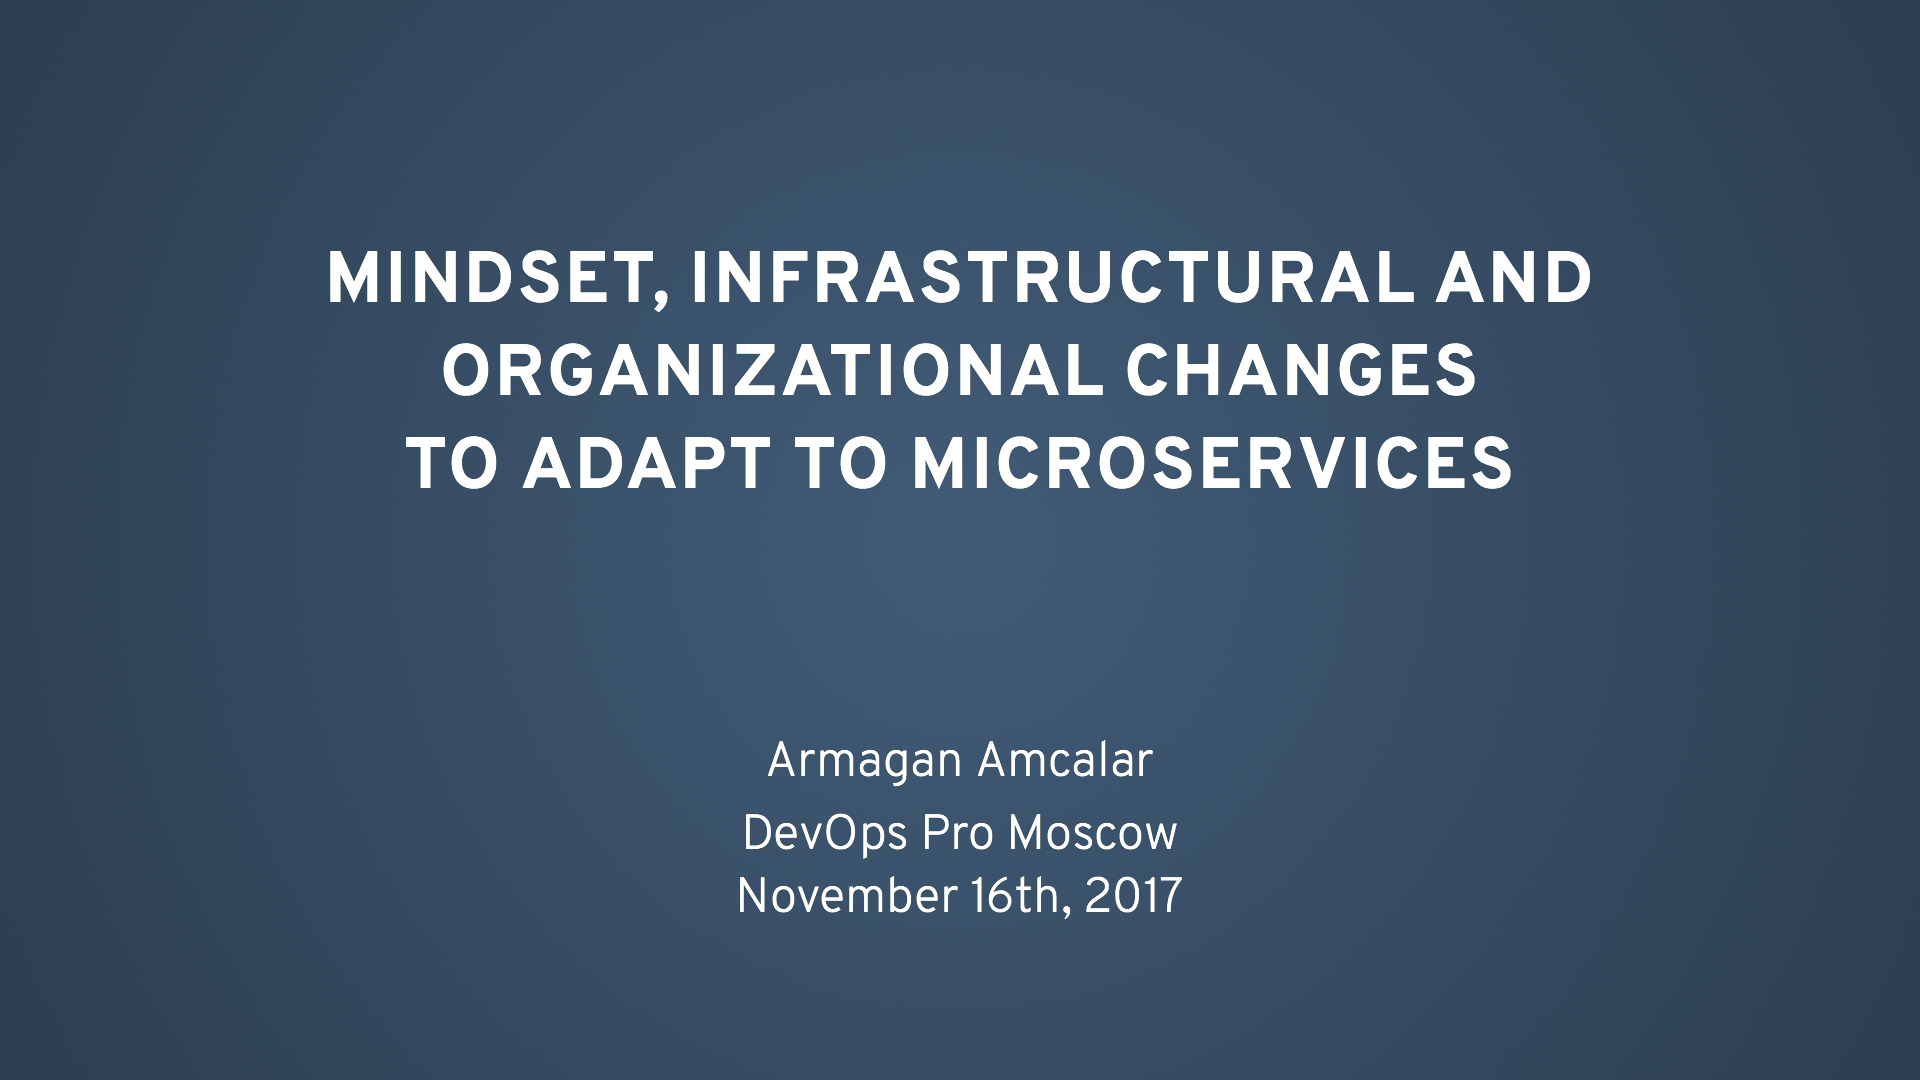 MINDSET, INFRASTRUCTURAL AND
ORGANIZATIONAL CHANGES
TO ADAPT TO MICROSERVICES
Armagan Amcalar
DevOps Pro Moscow
November 16th, 2017